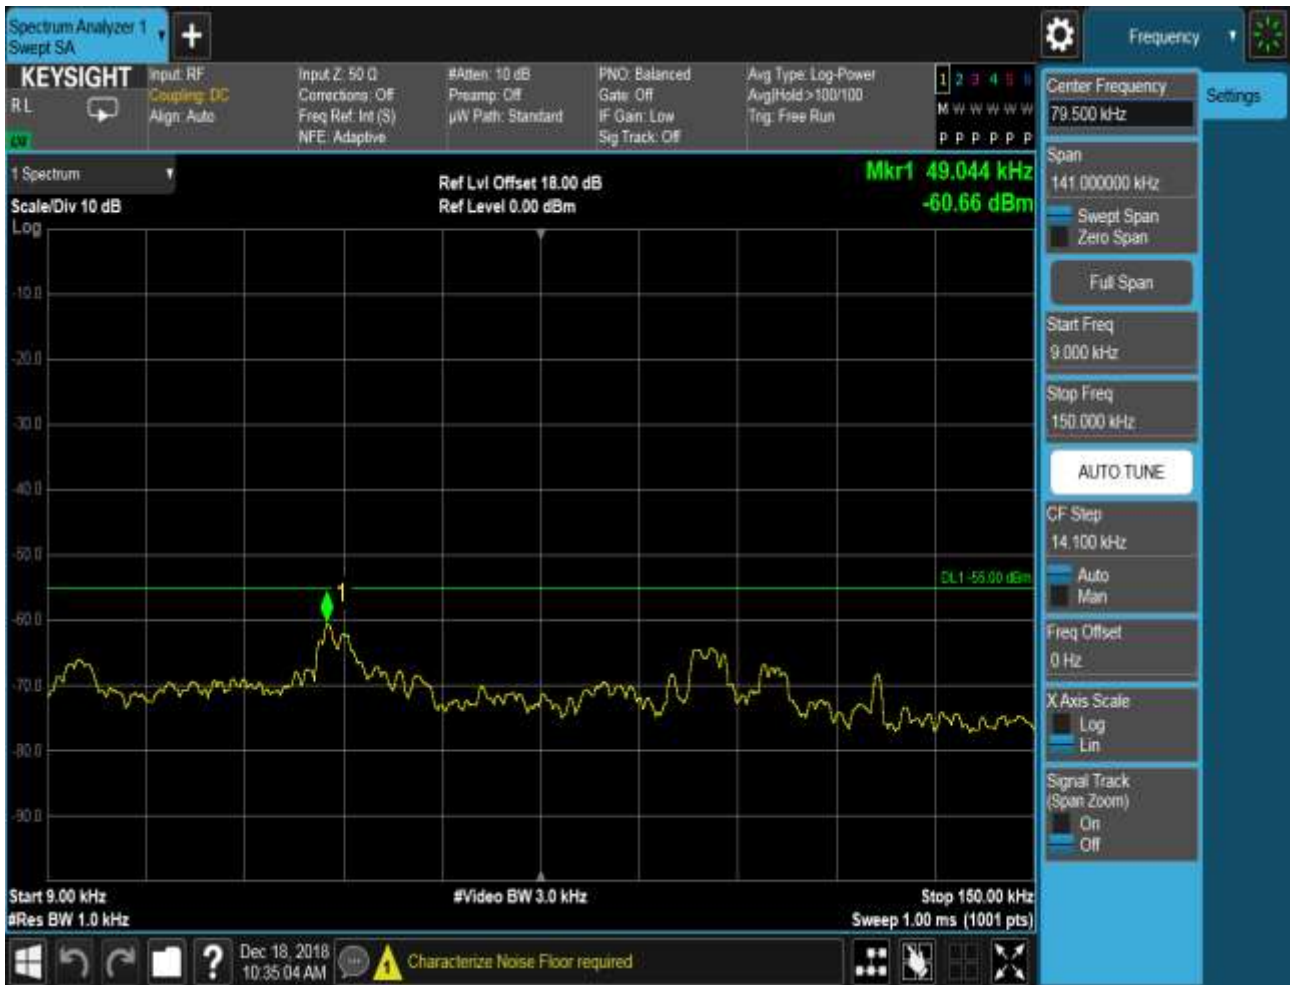 Spectrum Analyzer 1
Swept SA
Frequency
KEYSIGHT
RL
Input: RF
Coupling: DC
Align: Auto
Input Z: 50 Ω
Corrections: Off
Freq Ref: Int (S)
NFE: Adaptive
#Atten: 10 dB
Preamp: Off
µW Path: Standard
PNO: Balanced
Gate: Off
IF Gain: Low
Sig Track: Off
Avg Type: Log-Power
Avg|Hold >100/100
Trig: Free Run
1 2 3 4 5 6
M W W W W W
P P P P P P
Center Frequency
79.500 kHz
Settings
Span
141.000000 kHz
Swept Span
Zero Span
Full Span
Start Freq
9.000 kHz
Stop Freq
150.000 kHz
AUTO TUNE
CF Step
14.100 kHz
Auto
Man
Freq Offset
0 Hz
X Axis Scale
Log
Lin
Signal Track
(Span Zoom)
On
Off
1 Spectrum
Scale/Div 10 dB
Log
Ref Lvl Offset 18.00 dB
Ref Level 0.00 dBm
Mkr1 49.044 kHz
-60.66 dBm
-10.0
-20.0
-30.0
-40.0
-50.0
DL1 -55.00 dBm
1
-60.0
-70.0
-80.0
-90.0
Start 9.00 kHz
#Video BW 3.0 kHz
Stop 150.00 kHz
#Res BW 1.0 kHz
Sweep 1.00 ms (1001 pts)
?
Dec 18, 2018
10:35:04 AM
1
Characterize Noise Floor required